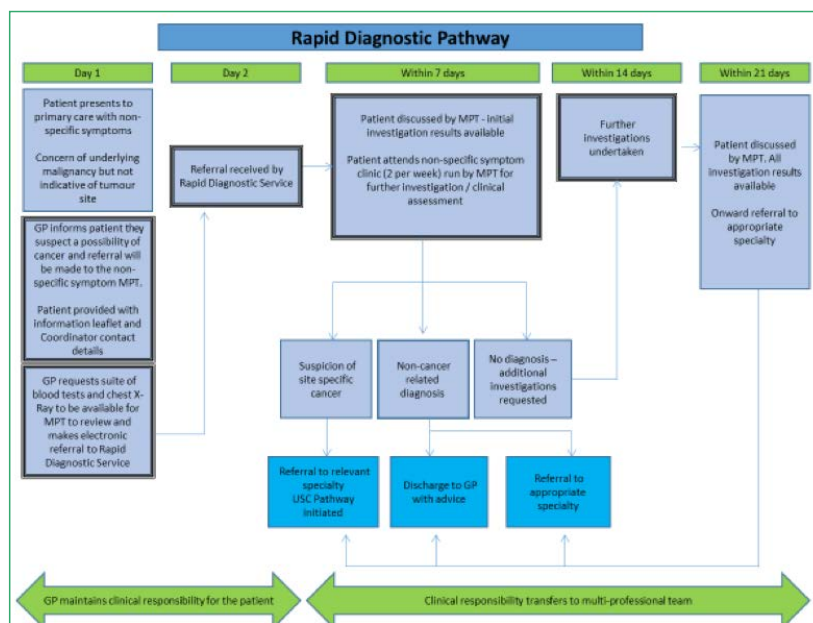 Rapid Diagnostic Pathway
Day 1
Day 2
Within 7 days
Within 14 days
Within 21 days
Patient presents to
primary care with non-
specific symptoms
Concern of underlying
malignancy but not
indicative of tumour
site
GP informs patient they
suspect a possibility of
cancer and referral will
be made to the non-
specific symptom MPT.
Patient provided with
information leaflet and
Coordinator contact
details
GP requests suite of
blood tests and chest X-
Ray to be available for
MPT to review and
makes electronic
referral to Rapid
Diagnostic Service
Referral received by
Rapid Diagnostic Service
Patient discussed by MPT - initial
investigation results available
Patient attends non-specific symptom
clinic (2 per week) run by MPT for
further investigation / clinical
assessment
Further
investigations
undertaken
Patient discussed
by MPT. All
investigation results
available
Onward referral to
appropriate
specialty
Suspicion of
site specific
cancer
Non-cancer
related
diagnosis
No diagnosis –
additional
investigations
requested
Referral to relevant
specialty
USC Pathway
initiated
Discharge to GP
with advice
Referral to
appropriate
specialty
GP maintains clinical responsibility for the patient
Clinical responsibility transfers to multi-professional team